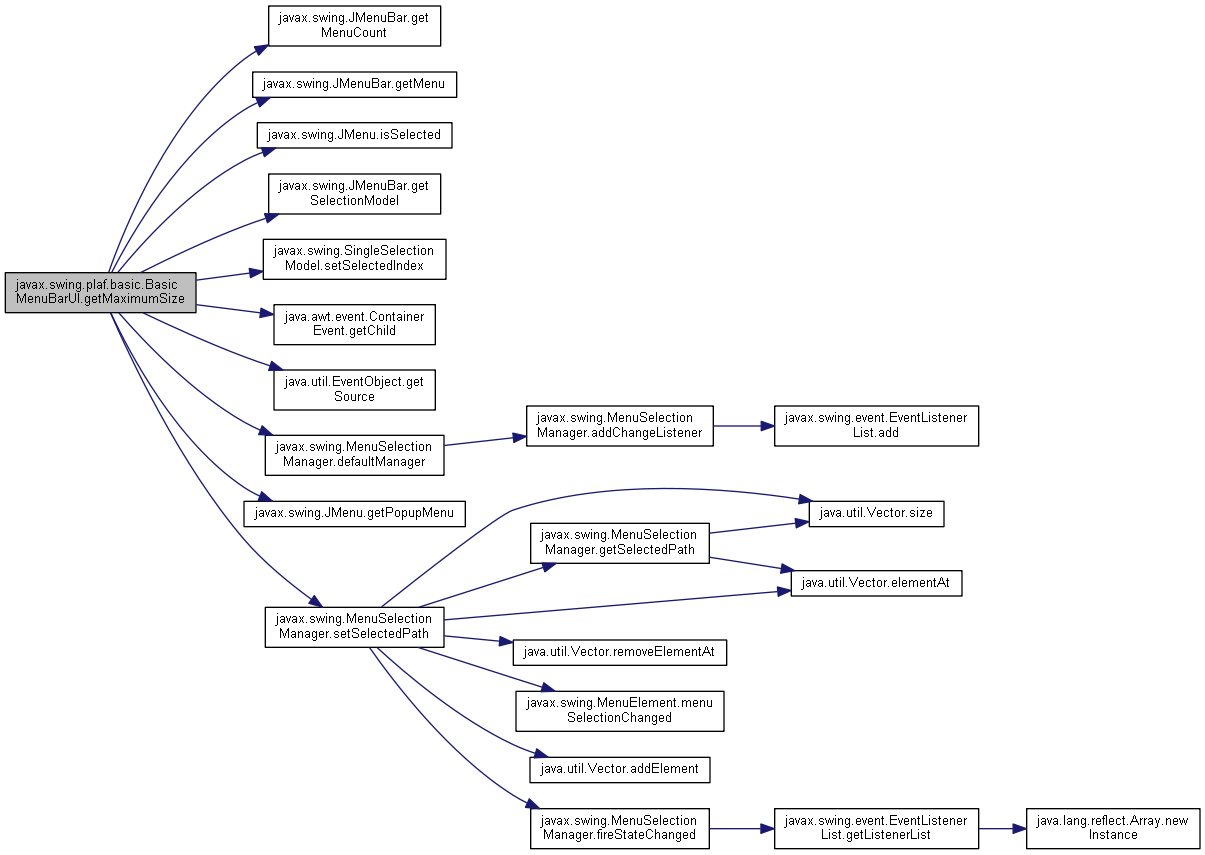 javax.swing.JMenuBar.get
MenuCount
javax.swing.JMenuBar.getMenu
javax.swing.JMenu.isSelected
javax.swing.JMenuBar.get
SelectionModel
javax.swing.SingleSelection
Model.setSelectedIndex
javax.swing.plaf.basic.Basic
MenuBarUI.getMaximumSize
java.awt.event.Container
Event.getChild
java.util.EventObject.get
Source
javax.swing.MenuSelection
Manager.defaultManager
javax.swing.MenuSelection
Manager.addChangeListener
javax.swing.event.EventListener
List.add
javax.swing.JMenu.getPopupMenu
java.util.Vector.size
javax.swing.MenuSelection
Manager.getSelectedPath
java.util.Vector.elementAt
javax.swing.MenuSelection
Manager.setSelectedPath
java.util.Vector.removeElementAt
javax.swing.MenuElement.menu
SelectionChanged
java.util.Vector.addElement
javax.swing.MenuSelection
Manager.fireStateChanged
javax.swing.event.EventListener
List.getListenerList
java.lang.reflect.Array.new
Instance